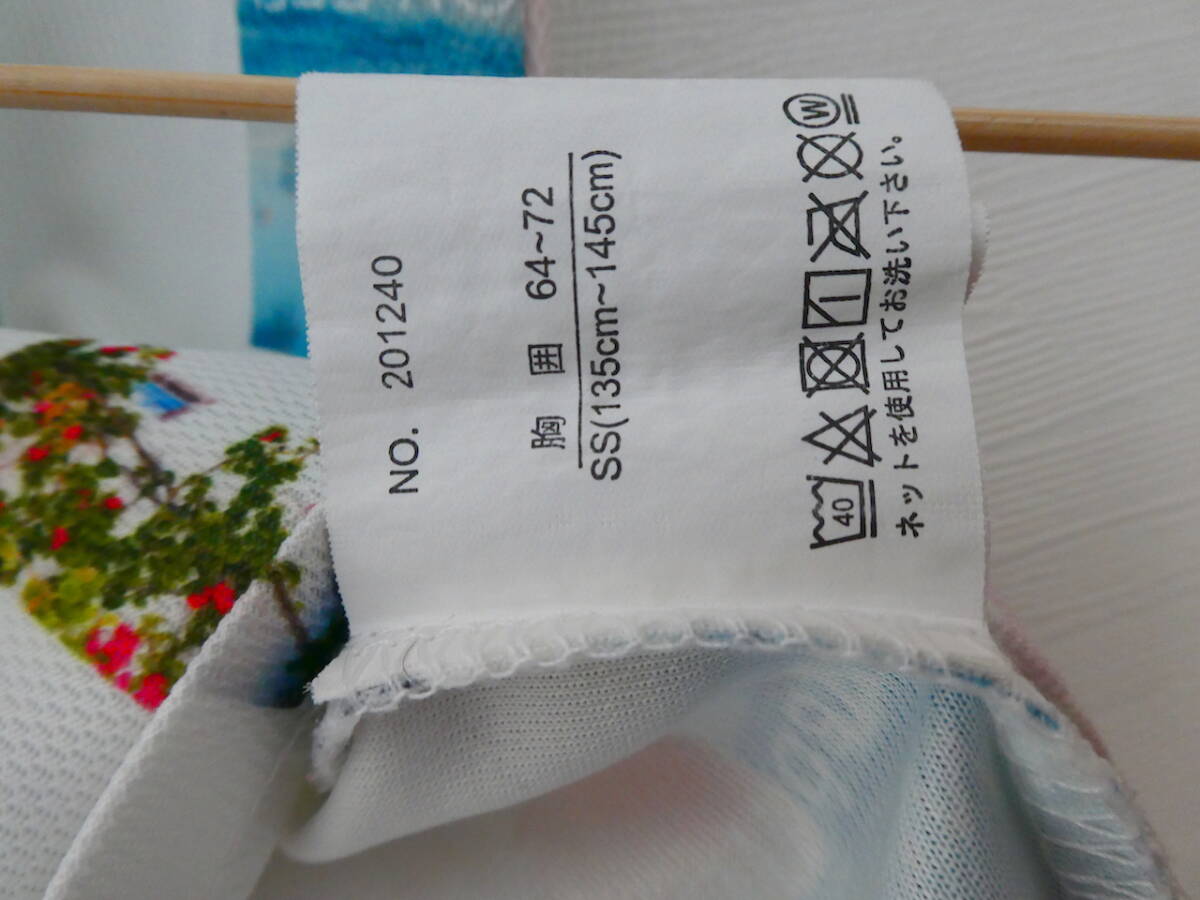 NO. 201240
胸 囲 64~72
SS(135cm~145cm)
40 W
ネットを使用してお洗い下さい。